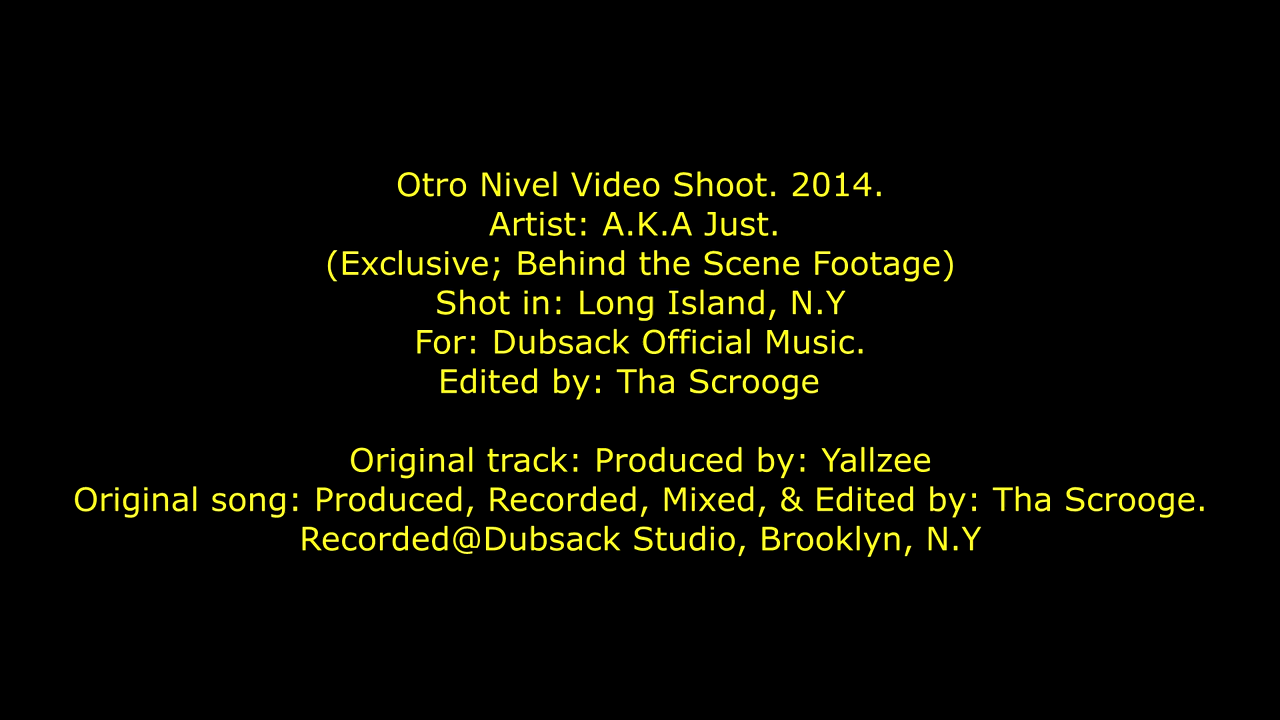 Otro Nivel Video Shoot. 2014.
Artist: A.K.A Just.
(Exclusive; Behind the Scene Footage)
Shot in: Long Island, N.Y
For: Dubsack Official Music.
Edited by: Tha Scrooge
Original track: Produced by: Yallzee
Original song: Produced, Recorded, Mixed, & Edited by: Tha Scrooge.
Recorded@Dubsack Studio, Brooklyn, N.Y